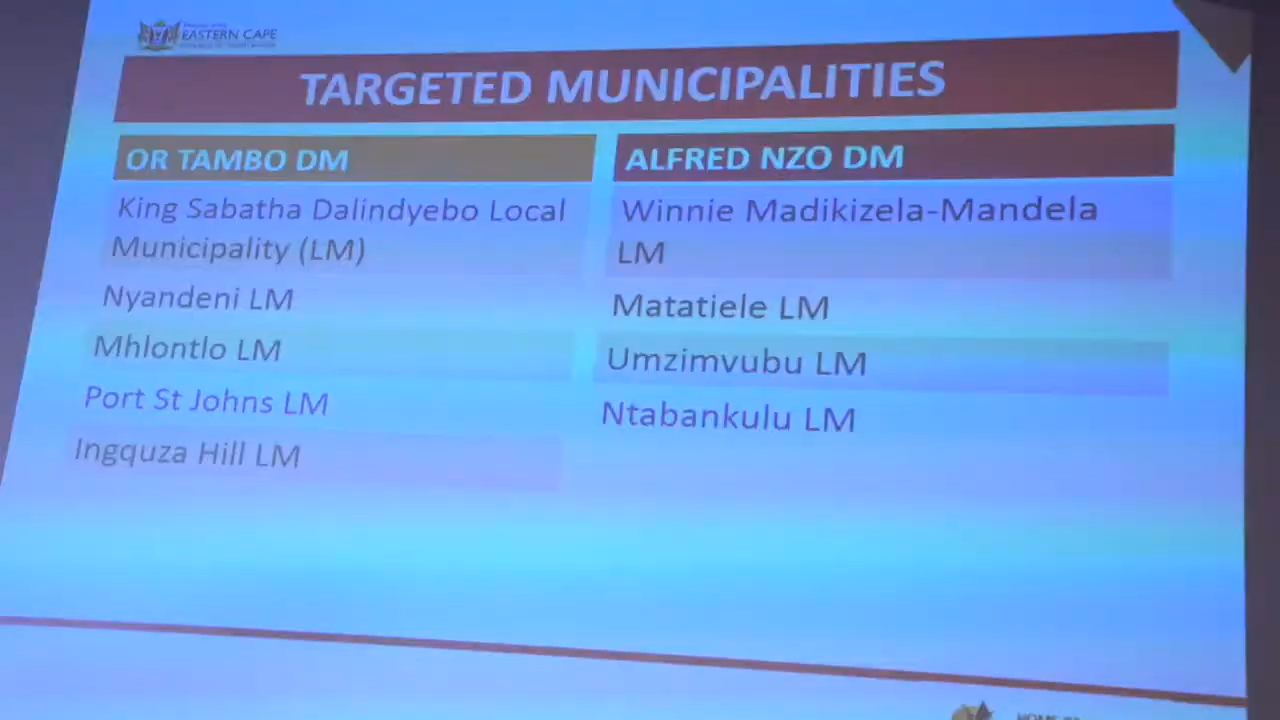 EASTERN CAPE
TARGETED MUNICIPALITIES
OR TAMBO DM
King Sabatha Dalindyebo Local
Municipality (LM)
Nyandeni LM
Mhlontlo LM
Port St Johns LM
Ingquza Hill LM
ALFRED NZO DM
Winnie Madikizela-Mandela
LM
Matatiele LM
Umzimvubu LM
Ntabankulu LM